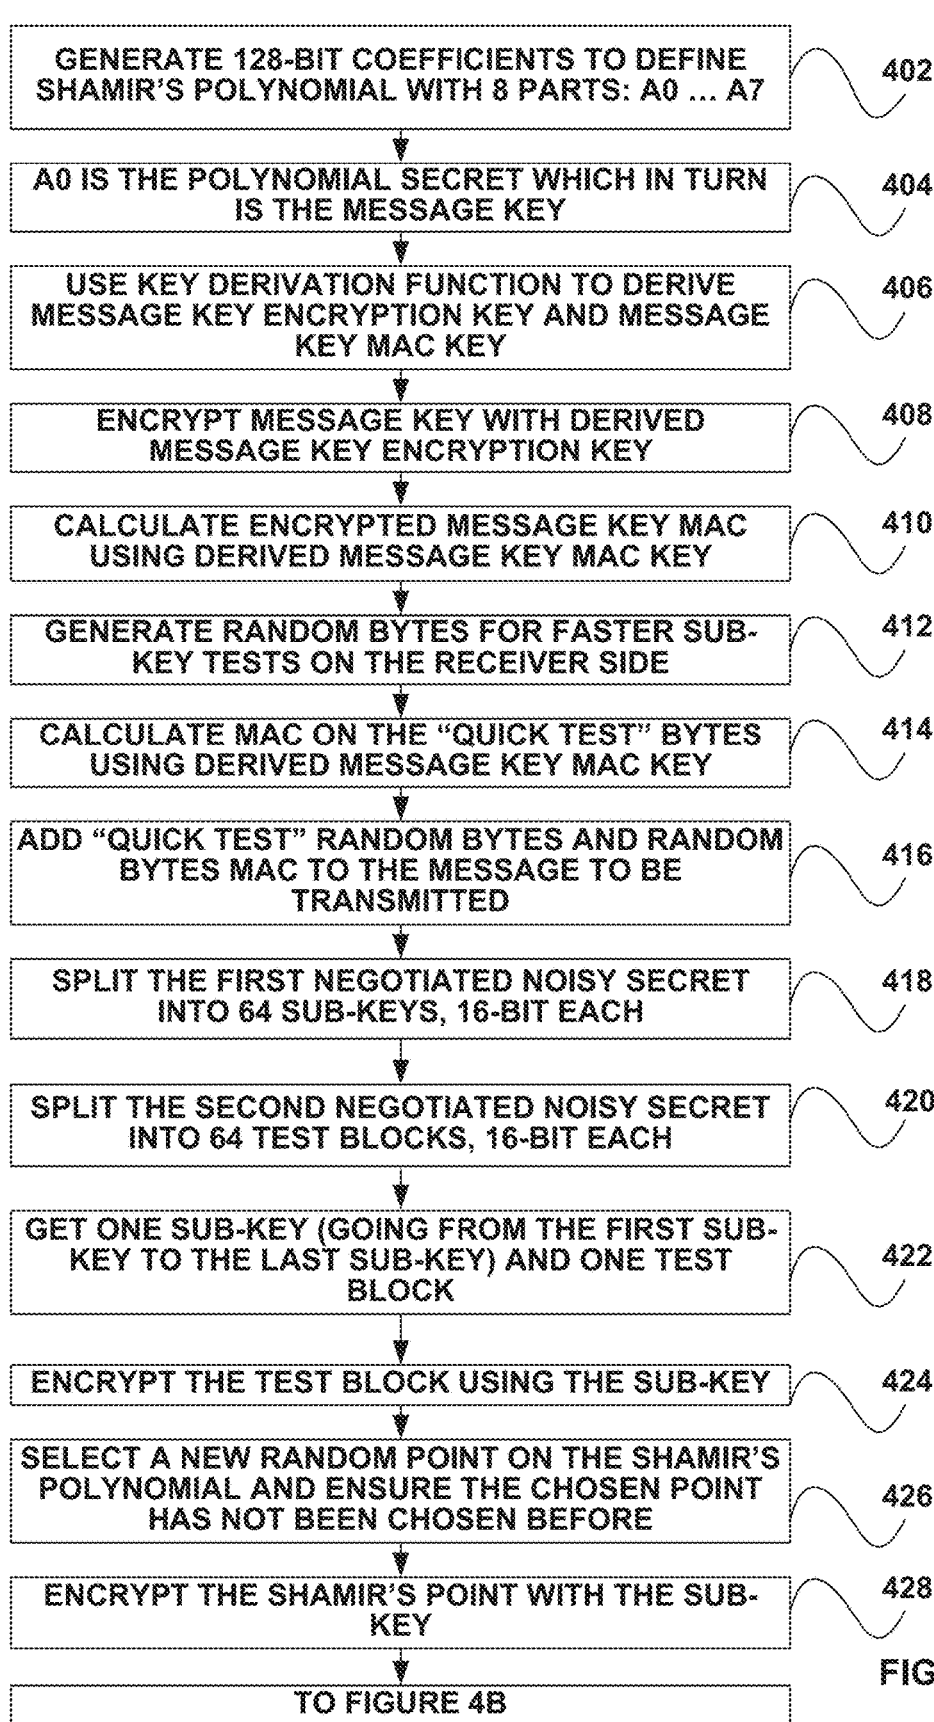 GENERATE 128-BIT COEFFICIENTS TO DEFINE
SHAMIR'S POLYNOMIAL WITH 8 PARTS: A0 ... A7
402
A0 IS THE POLYNOMIAL SECRET WHICH IN TURN
IS THE MESSAGE KEY
404
USE KEY DERIVATION FUNCTION TO DERIVE
MESSAGE KEY ENCRYPTION KEY AND MESSAGE
KEY MAC KEY
406
ENCRYPT MESSAGE KEY WITH DERIVED
MESSAGE KEY ENCRYPTION KEY
408
CALCULATE ENCRYPTED MESSAGE KEY MAC
USING DERIVED MESSAGE KEY MAC KEY
410
GENERATE RANDOM BYTES FOR FASTER SUB-
KEY TESTS ON THE RECEIVER SIDE
412
CALCULATE MAC ON THE “QUICK TEST” BYTES
USING DERIVED MESSAGE KEY MAC KEY
414
ADD “QUICK TEST” RANDOM BYTES AND RANDOM
BYTES MAC TO THE MESSAGE TO BE
TRANSMITTED
416
SPLIT THE FIRST NEGOTIATED NOISY SECRET
INTO 64 SUB-KEYS, 16-BIT EACH
418
SPLIT THE SECOND NEGOTIATED NOISY SECRET
INTO 64 TEST BLOCKS, 16-BIT EACH
420
GET ONE SUB-KEY (GOING FROM THE FIRST SUB-
KEY TO THE LAST SUB-KEY) AND ONE TEST
BLOCK
422
ENCRYPT THE TEST BLOCK USING THE SUB-KEY
424
SELECT A NEW RANDOM POINT ON THE SHAMIR'S
POLYNOMIAL AND ENSURE THE CHOSEN POINT
HAS NOT BEEN CHOSEN BEFORE
426
ENCRYPT THE SHAMIR'S POINT WITH THE SUB-
KEY
428
FIG
TO FIGURE 4B